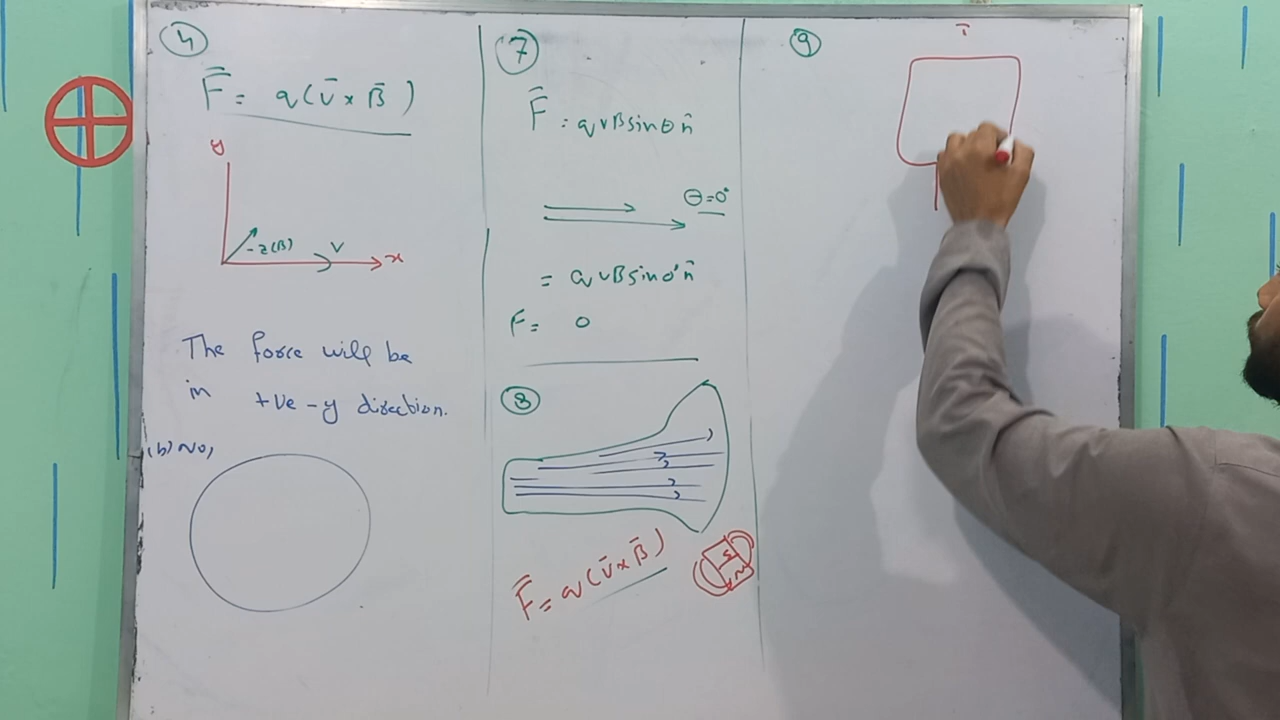 4
F̅ = q(v̅ × B̅)
y
-z(B)
v
x
The force will be
in +ve -y direction.
(b) No,
7
F̅ = qvBsinθ n̂
θ=0°
= qvBsin0° n̂
F = 0
8
F̅ = q(v̅ × B̅)
S
N
9